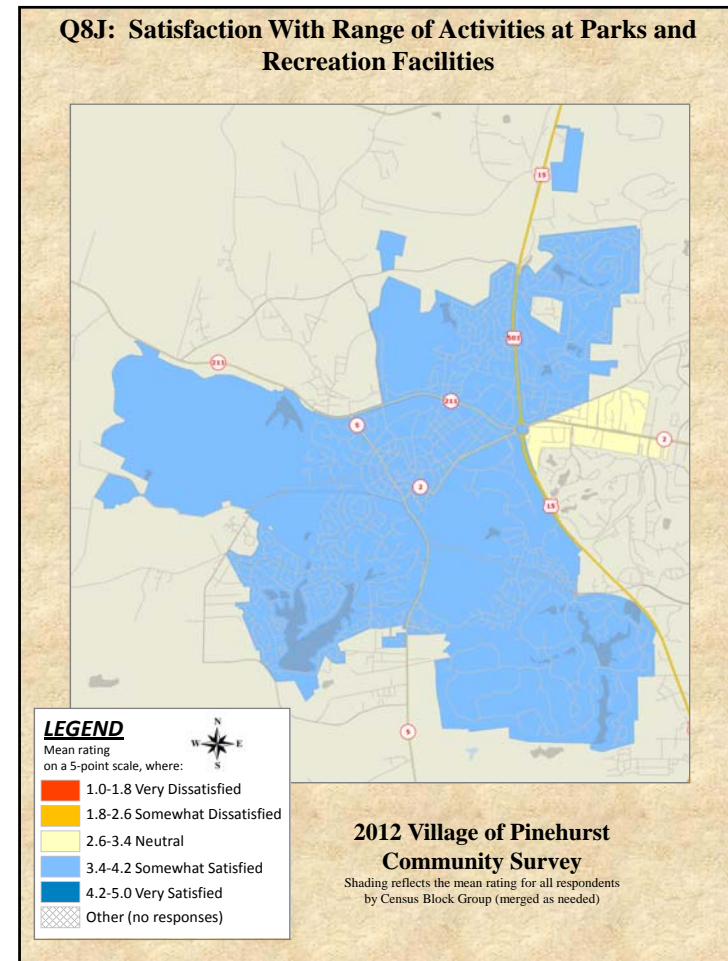 Q8J: Satisfaction With Range of Activities at Parks and
Recreation Facilities
15
501
211
211
5
2
2
15
5
LEGEND
N
W E
S
Mean rating
on a 5-point scale, where:
1.0-1.8 Very Dissatisfied
1.8-2.6 Somewhat Dissatisfied
2.6-3.4 Neutral
3.4-4.2 Somewhat Satisfied
4.2-5.0 Very Satisfied
Other (no responses)
2012 Village of Pinehurst
Community Survey
Shading reflects the mean rating for all respondents
by Census Block Group (merged as needed)